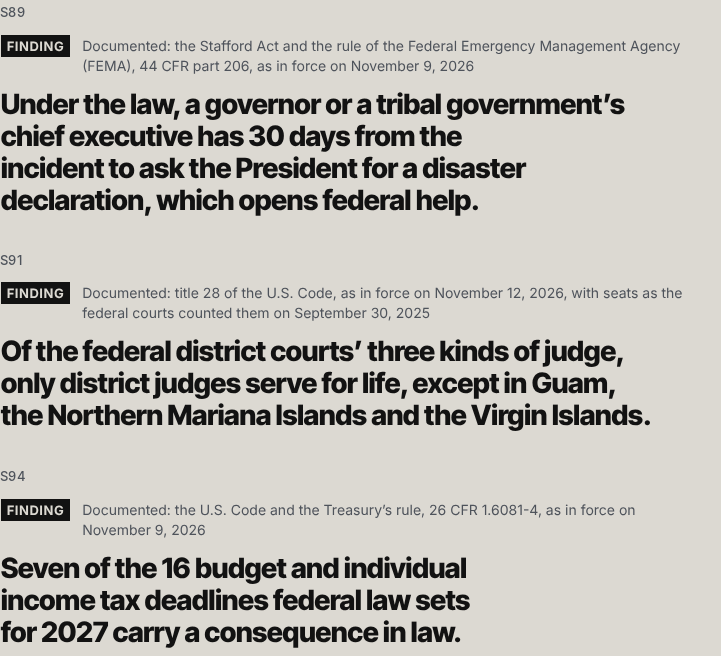 S89
FINDING
Documented: the Stafford Act and the rule of the Federal Emergency Management Agency
(FEMA), 44 CFR part 206, as in force on November 9, 2026
Under the law, a governor or a tribal government’s
chief executive has 30 days from the
incident to ask the President for a disaster
declaration, which opens federal help.
S91
FINDING
Documented: title 28 of the U.S. Code, as in force on November 12, 2026, with seats as the
federal courts counted them on September 30, 2025
Of the federal district courts’ three kinds of judge,
only district judges serve for life, except in Guam,
the Northern Mariana Islands and the Virgin Islands.
S94
FINDING
Documented: the U.S. Code and the Treasury’s rule, 26 CFR 1.6081-4, as in force on
November 9, 2026
Seven of the 16 budget and individual
income tax deadlines federal law sets
for 2027 carry a consequence in law.